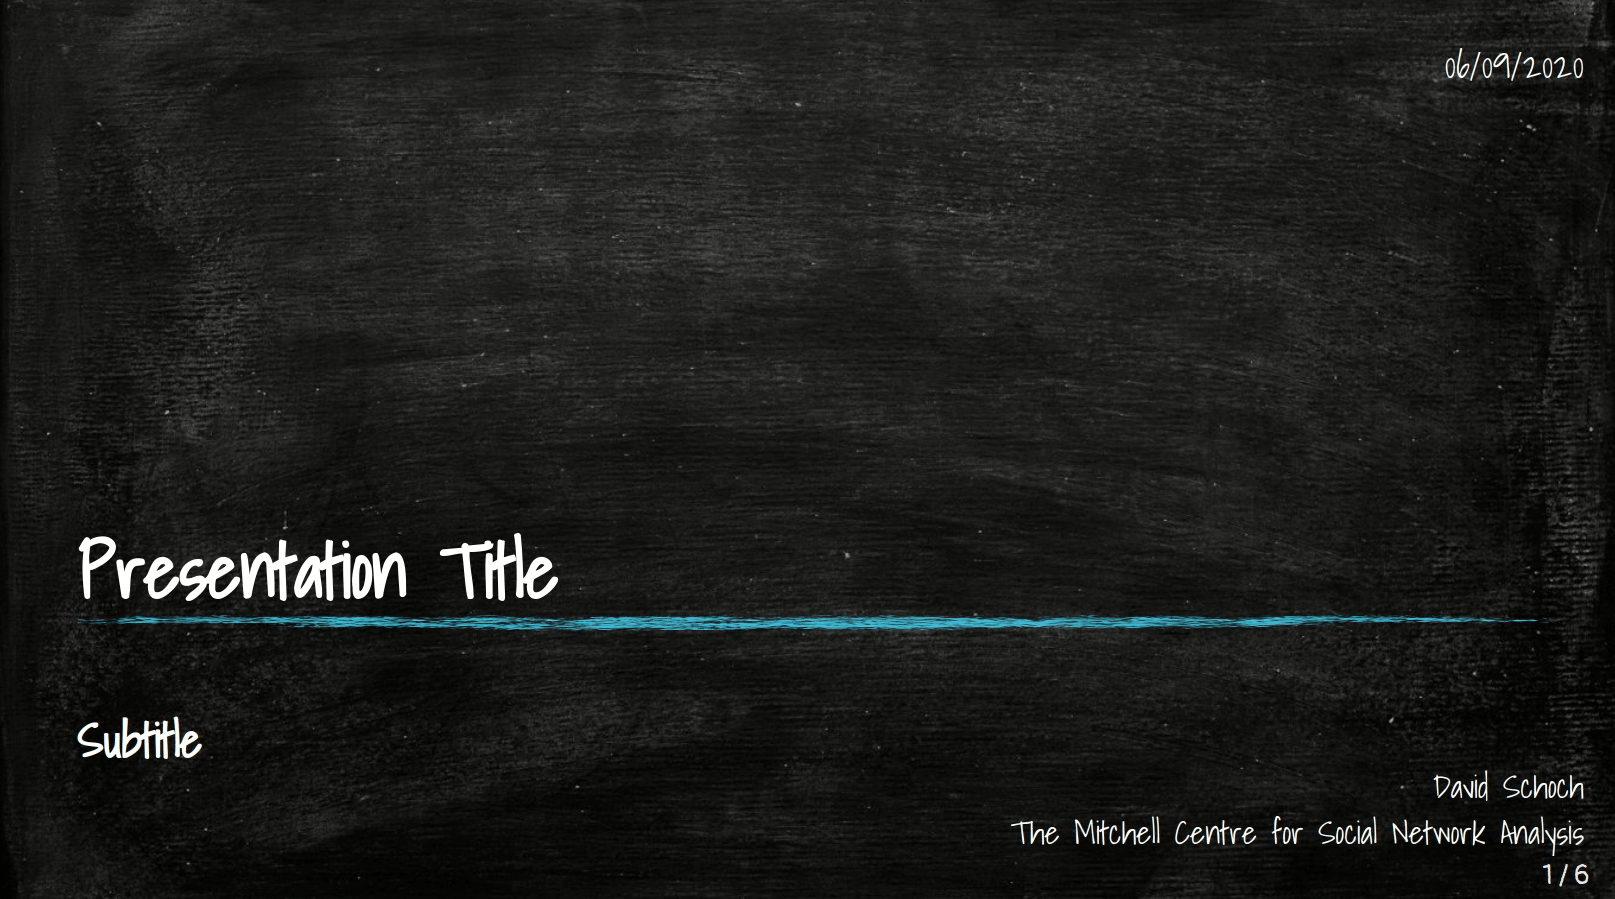 06/09/2020
Presentation Title
Subtitle
David Schoch
The Mitchell Centre for Social Network Analysis
1 / 6